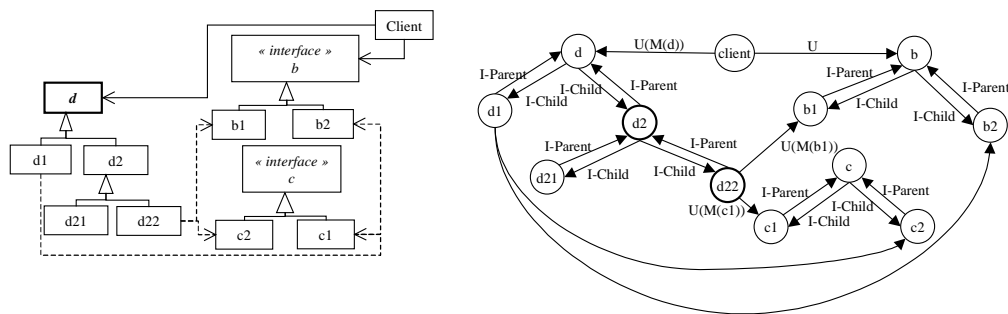 Client
« interface »
b
d
b1
b2
d1
d2
« interface »
c
d21
d22
c2
c1
d
U(M(d))
client
U
b
I-Parent
I-Child
I-Child
I-Parent
I-Parent
I-Child
I-Child
I-Parent
d1
b1
b2
d2
I-Parent
I-Child
I-Parent
I-Child
U(M(b1))
d21
d22
c
U(M(c1))
I-Parent
I-Child
I-Child
I-Parent
c1
c2